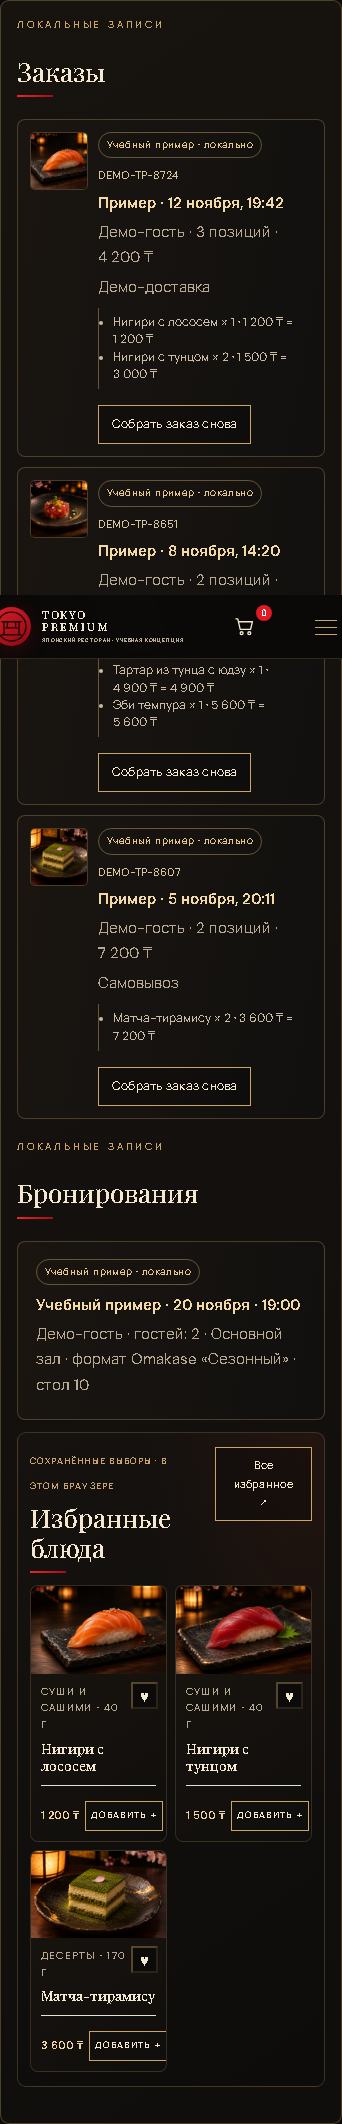 ЛОКАЛЬНЫЕ ЗАПИСИ
Заказы
Учебный пример · локально
DEMO-TP-8724
Пример · 12 ноября, 19:42
Демо-гость · 3 позиций ·
4 200 ₸
Демо-доставка
Нигири с лососем × 1 · 1 200 ₸ =
1 200 ₸
Нигири с тунцом × 2 · 1 500 ₸ =
3 000 ₸
Собрать заказ снова
Учебный пример · локально
DEMO-TP-8651
Пример · 8 ноября, 14:20
Демо-гость · 2 позиций ·
TOKYO
PREMIUM
ЯПОНСКИЙ РЕСТОРАН · УЧЕБНАЯ КОНЦЕПЦИЯ
0
Тартар из тунца с юдзу × 1 ·
4 900 ₸ = 4 900 ₸
Эби темпура × 1 · 5 600 ₸ =
5 600 ₸
Собрать заказ снова
Учебный пример · локально
DEMO-TP-8607
Пример · 5 ноября, 20:11
Демо-гость · 2 позиций ·
7 200 ₸
Самовывоз
Матча-тирамису × 2 · 3 600 ₸ =
7 200 ₸
Собрать заказ снова
ЛОКАЛЬНЫЕ ЗАПИСИ
Бронирования
Учебный пример · локально
Учебный пример · 20 ноября · 19:00
Демо-гость · гостей: 2 · Основной
зал · формат Omakase «Сезонный» ·
стол 10
СОХРАНЁННЫЕ ВЫБОРЫ · В
ЭТОМ БРАУЗЕРЕ
Избранные
блюда
Все
избранное
↗
СУШИ И
САШИМИ · 40
Г
Нигири с
лососем
1 200 ₸
ДОБАВИТЬ +
СУШИ И
САШИМИ · 40
Г
Нигири с
тунцом
1 500 ₸
ДОБАВИТЬ +
ДЕСЕРТЫ · 170
Г
Матча-тирамису
3 600 ₸
ДОБАВИТЬ +